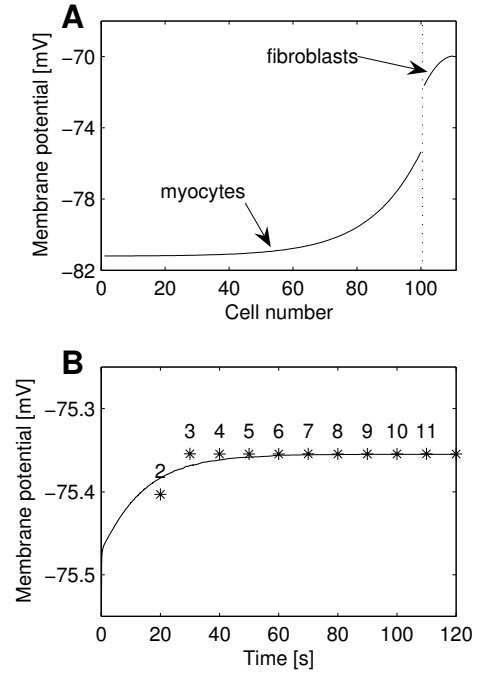 A
Membrane potential [mV]
−70
−74
−78
−82
fibroblasts
myocytes
0 20 40 60 80 100
Cell number
B
Membrane potential [mV]
−75.3
−75.4
−75.5
2 3 4 5 6 7 8 9 10 11
0 20 40 60 80 100 120
Time [s]